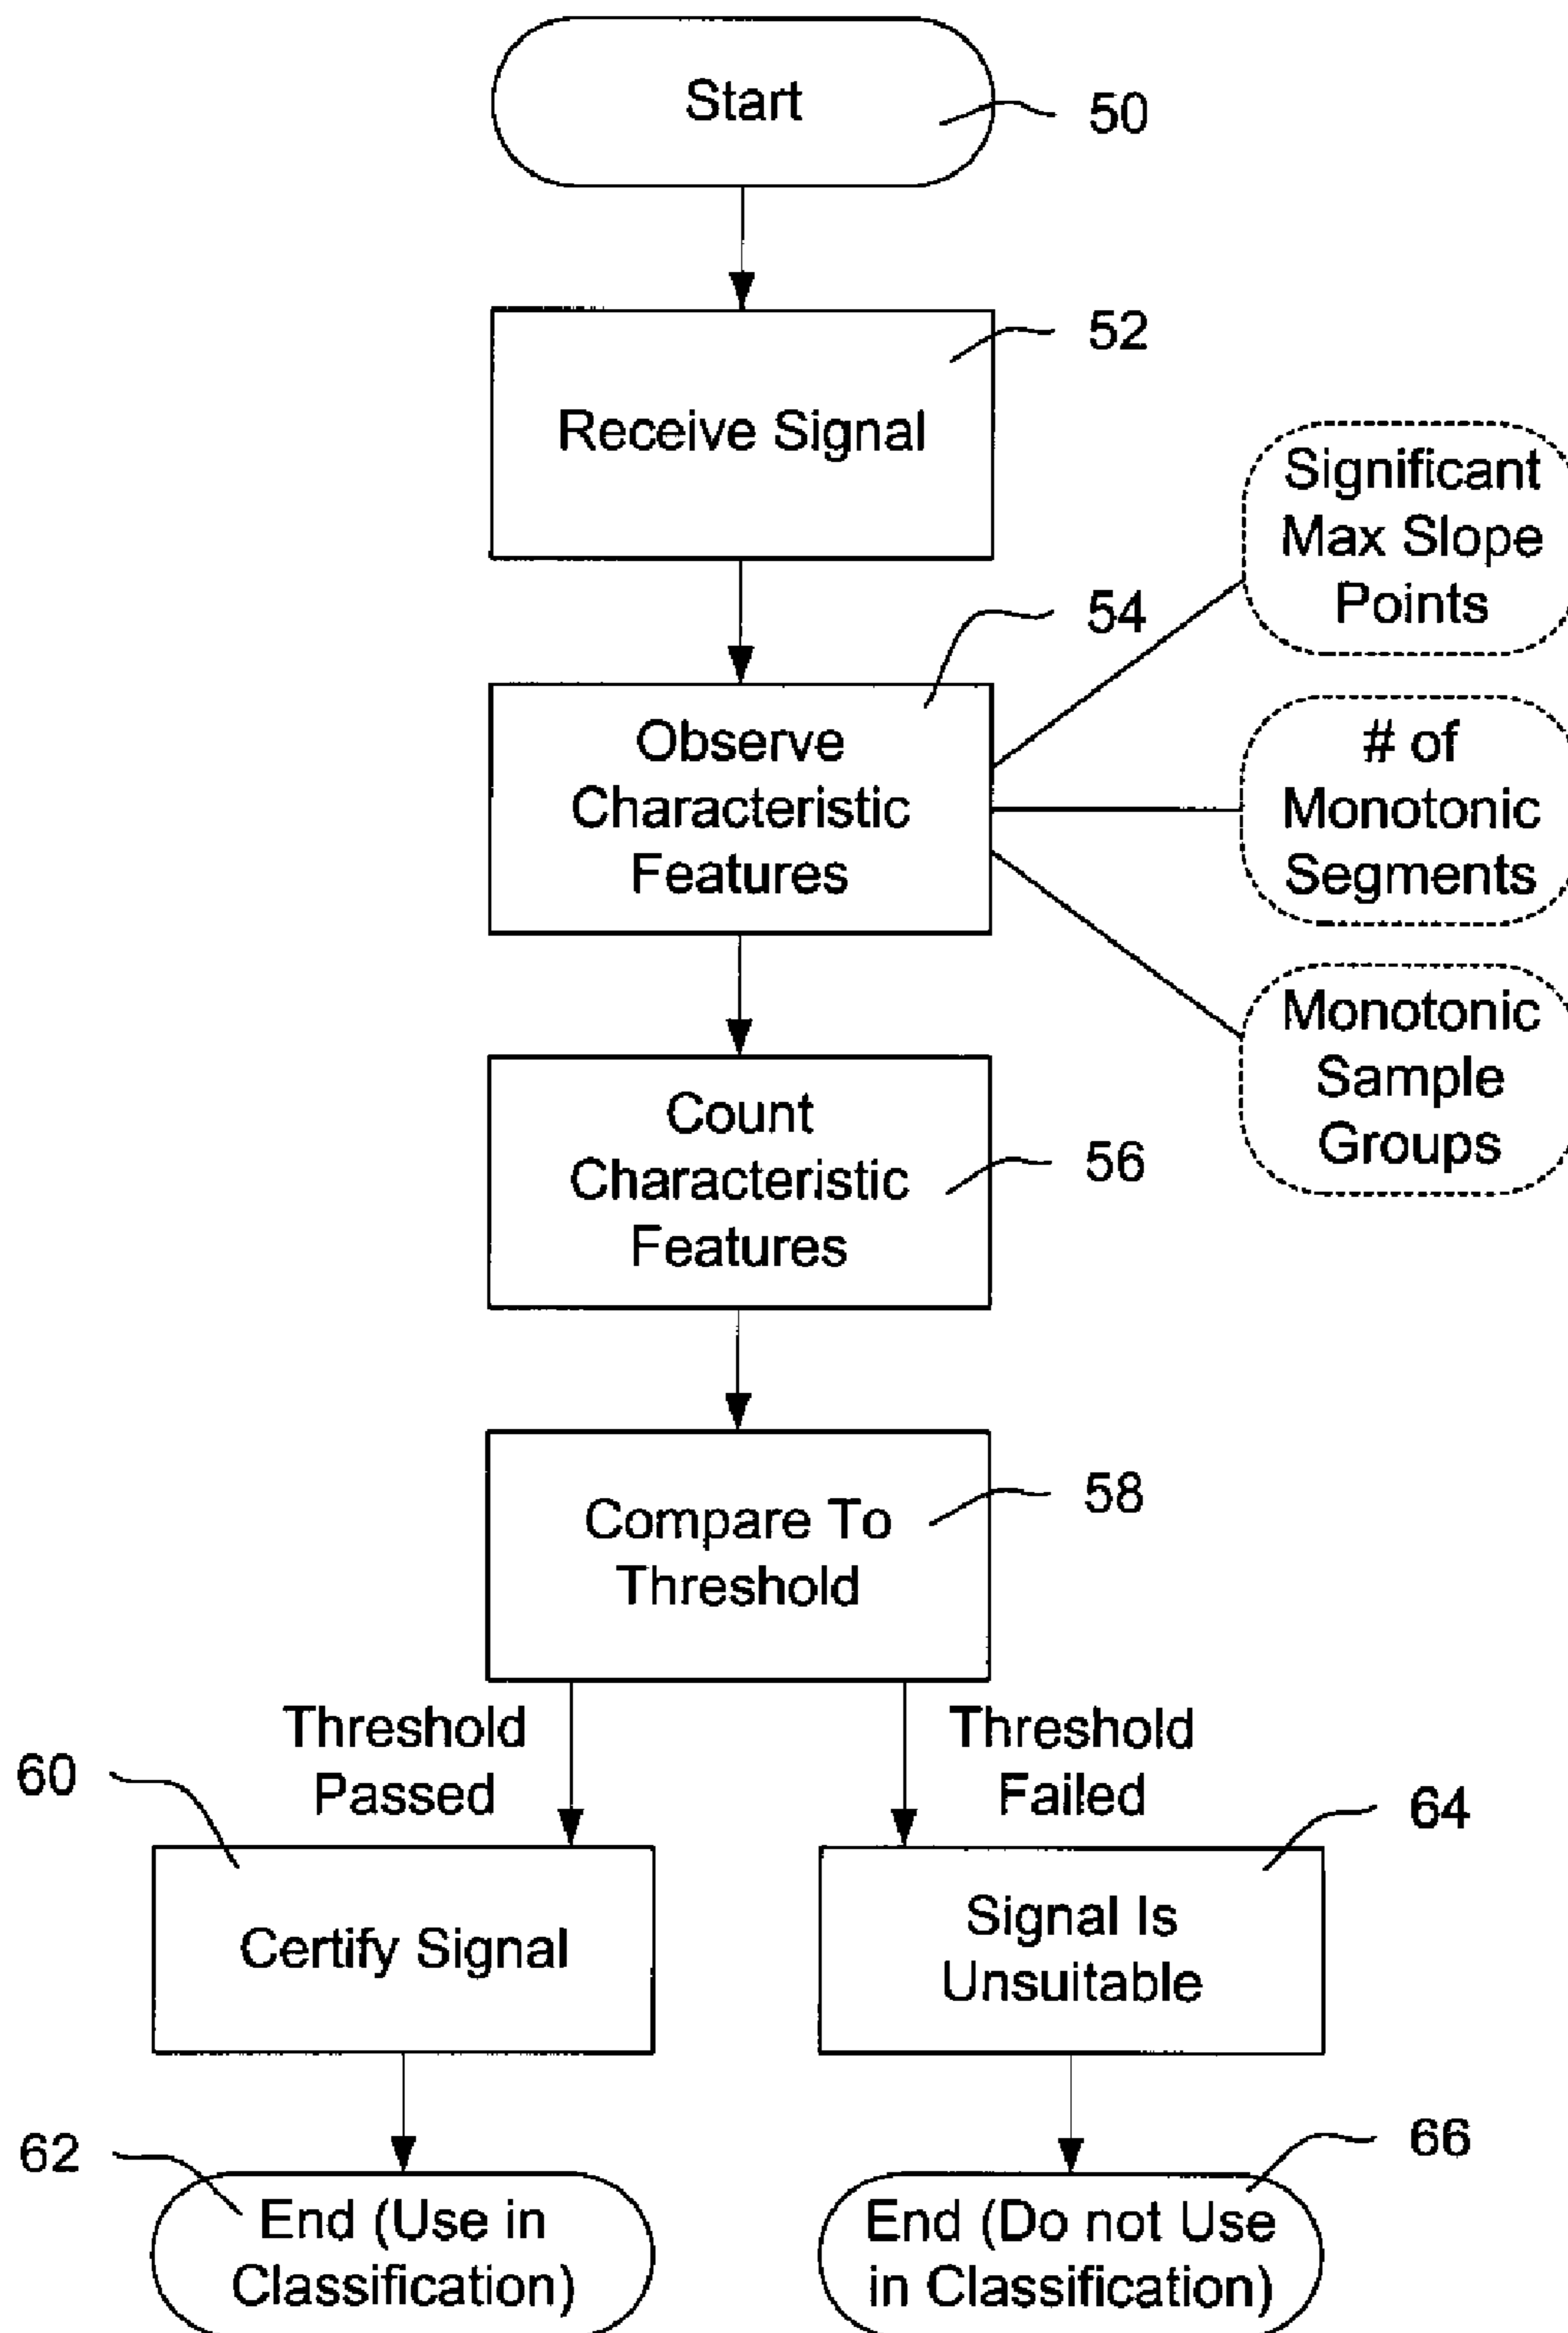 Start
50
52
Receive Signal
Significant
Max Slope
Points
54
Observe
Characteristic
Features
# of
Monotonic
Segments
Monotonic
Sample
Groups
Count
Characteristic
Features
56
58
Compare To
Threshold
Threshold
Passed
Threshold
Failed
60
64
Certify Signal
Signal Is
Unsuitable
62
66
End (Use in
Classification)
End (Do not Use
in Classification)